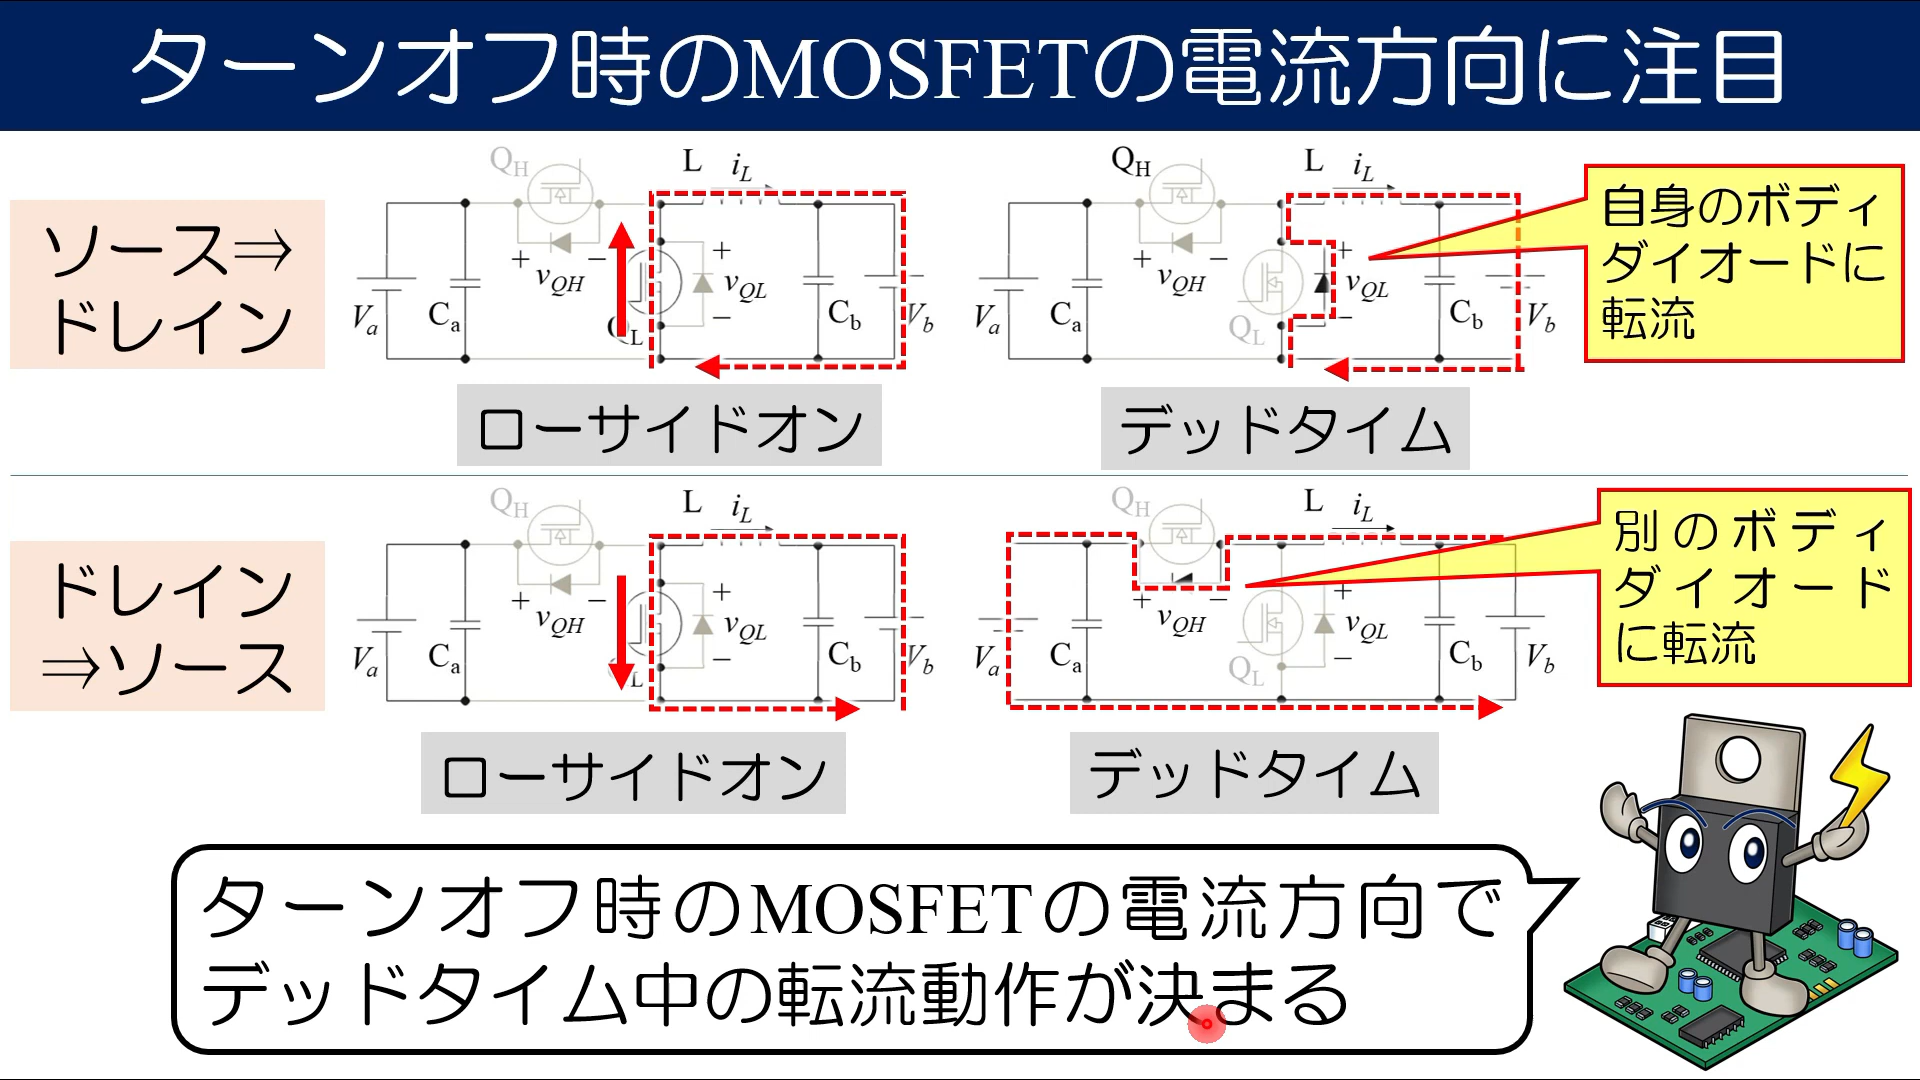 ターンオフ時のMOSFETの電流方向に注目
ソース⇒
ドレイン
QH
L
iL
+
vQH
−
+
vQL
−
Va
Ca
QL
Cb
Vb
ローサイドオン
QH
L
iL
+
vQH
−
+
vQL
−
Va
Ca
QL
Cb
Vb
デッドタイム
自身のボディ
ダイオードに
転流
ドレイン
⇒ソース
QH
L
iL
+
vQH
−
+
vQL
−
Va
Ca
L
Cb
Vb
ローサイドオン
QH
L
iL
+
vQH
−
+
vQL
−
Va
Ca
QL
Cb
Vb
デッドタイム
別のボディ
ダイオード
に転流
ターンオフ時のMOSFETの電流方向で
デッドタイム中の転流動作が決まる